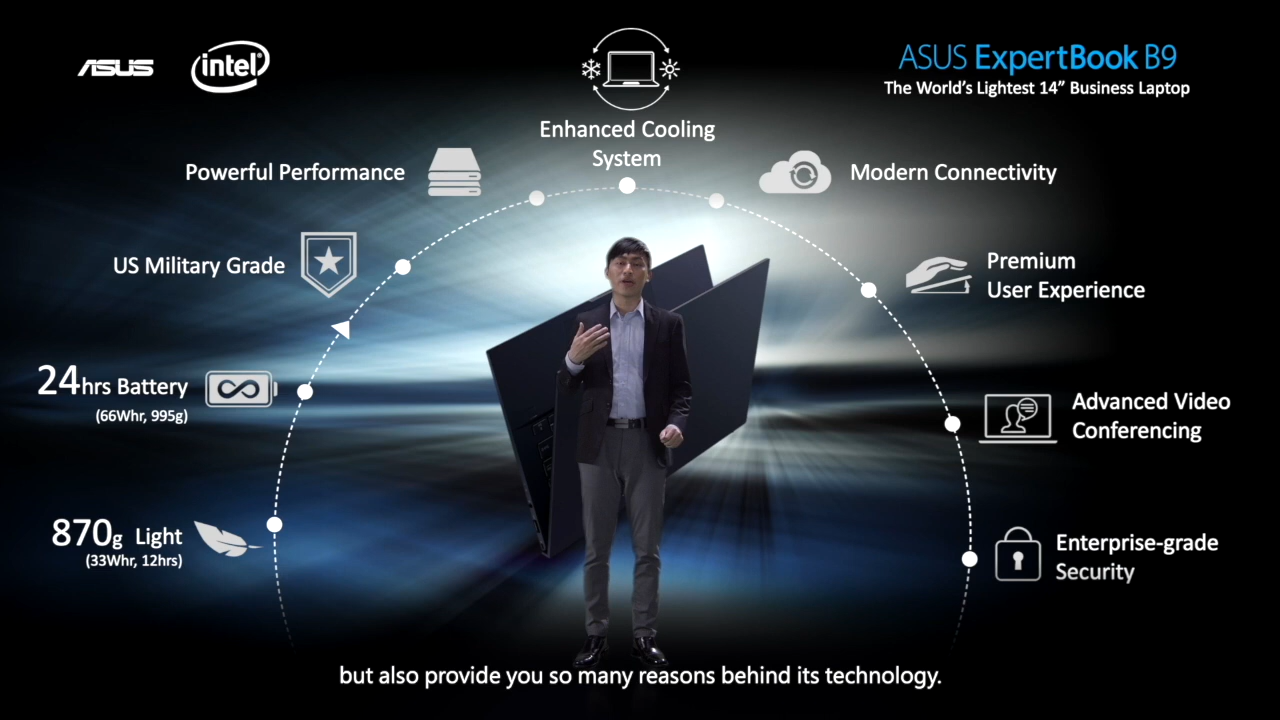 ASUS
intel
ASUS ExpertBook B9
The World's Lightest 14” Business Laptop
Enhanced Cooling
System
Powerful Performance
Modern Connectivity
US Military Grade
Premium
User Experience
24hrs Battery
(66Whr, 995g)
Advanced Video
Conferencing
870g Light
(33Whr, 12hrs)
Enterprise-grade
Security
but also provide you so many reasons behind its technology.